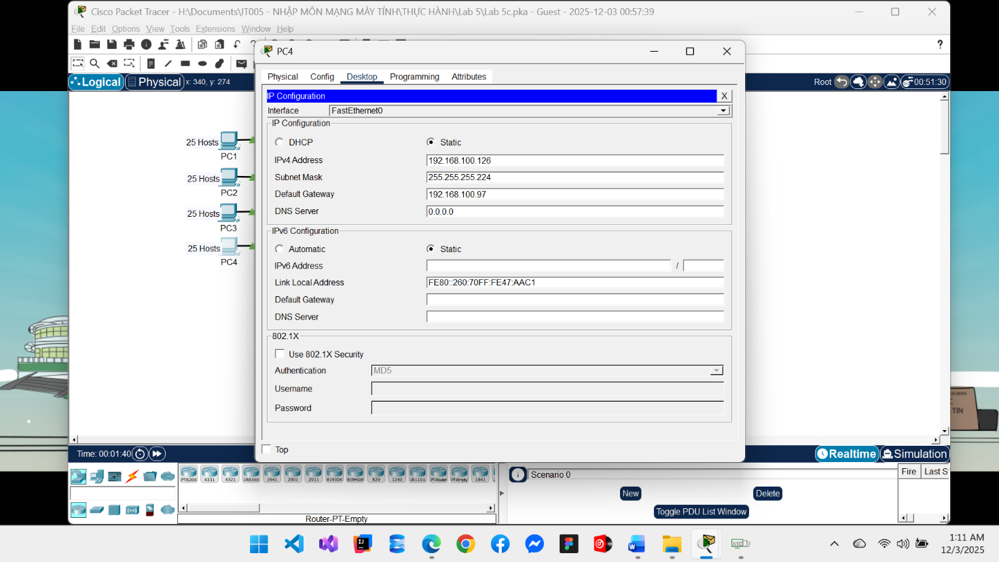 Cisco Packet Tracer - H:\Documents\IT005 - NHẬP MÔN MẠNG MÁY TÍNH\THỰC HÀNH\Lab 5\Lab 5c.pka - Guest - 2025-12-03 00:57:39
File Edit Options View Tools Extensions Window Help
?
PC4
Logical Physical x: 340, y: 274
Root 00:51:30
Physical Config Desktop Programming Attributes
IP Configuration X
Interface FastEthernet0
IP Configuration
DHCP Static
IPv4 Address 192.168.100.126
Subnet Mask 255.255.255.224
Default Gateway 192.168.100.97
DNS Server 0.0.0.0
IPv6 Configuration
Automatic Static
IPv6 Address /
Link Local Address FE80::260:70FF:FE47:AAC1
Default Gateway
DNS Server
802.1X
Use 802.1X Security
Authentication MD5
Username
Password
Top
25 Hosts
PC1
25 Hosts
PC2
25 Hosts
PC3
25 Hosts
PC4
TIN
Time: 00:01:40
Realtime Simulation
PT8200 4331 4321 IR8340 1941 2901 2911 819IOX 819HGW 829 1240 IR1101 PT-Router PT-Empty 1841
Router-PT-Empty
Scenario 0
New Delete
Toggle PDU List Window
Fire Last S
1:11 AM
12/3/2025